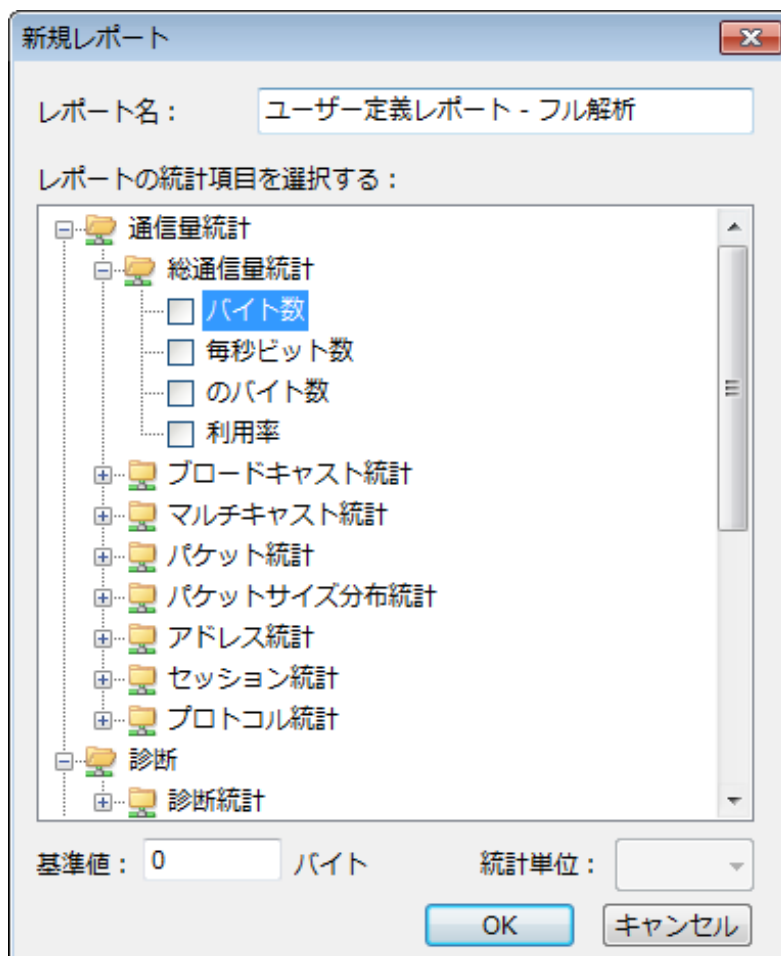 新規レポート
レポート名： ユーザー定義レポート - フル解析
レポートの統計項目を選択する：
通信量統計
総通信量統計
バイト数
毎秒ビット数
のバイト数
利用率
ブロードキャスト統計
マルチキャスト統計
パケット統計
パケットサイズ分布統計
アドレス統計
セッション統計
プロトコル統計
診断
診断統計
基準値： 0 バイト 統計単位：
OK キャンセル